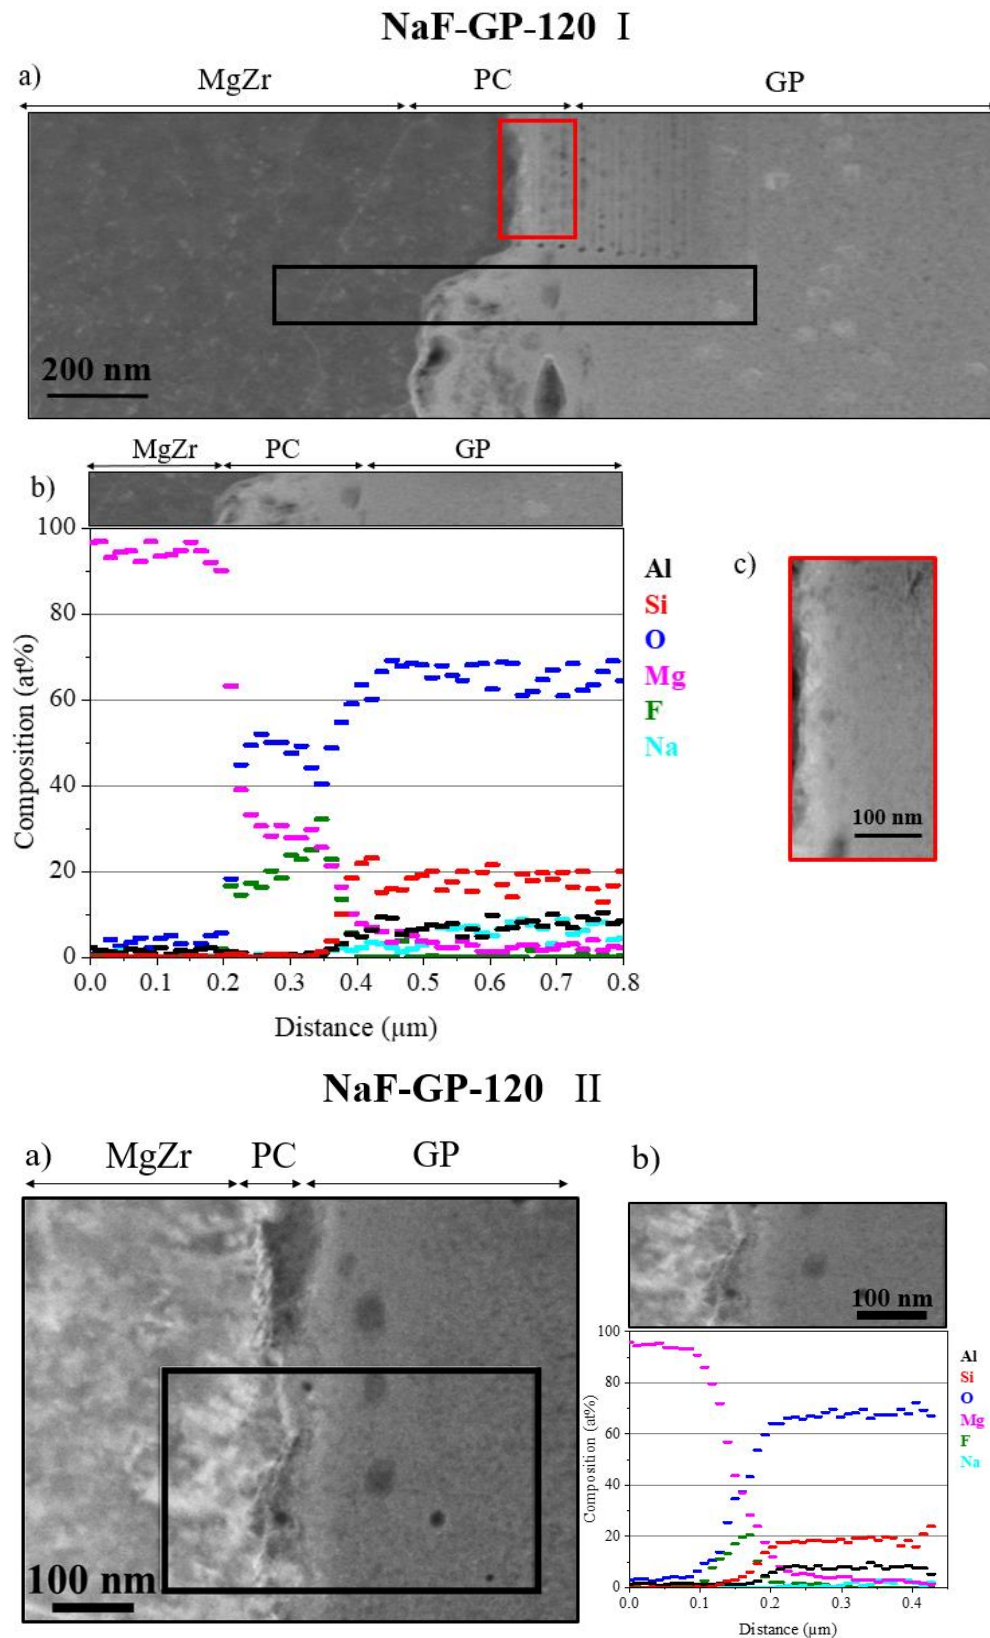 NaF-GP-120 I
a)
MgZr PC GP
200 nm
MgZr PC GP
b)
100
80
60
40
20
0
Composition (at%)
0.0 0.1 0.2 0.3 0.4 0.5 0.6 0.7 0.8
Distance (µm)
Al
Si
O
Mg
F
Na
c)
100 nm
NaF-GP-120 II
a)
MgZr PC GP
100 nm
b)
100 nm
100
80
60
40
20
0
Composition (at%)
0.0 0.1 0.2 0.3 0.4
Distance (µm)
Al
Si
O
Mg
F
Na